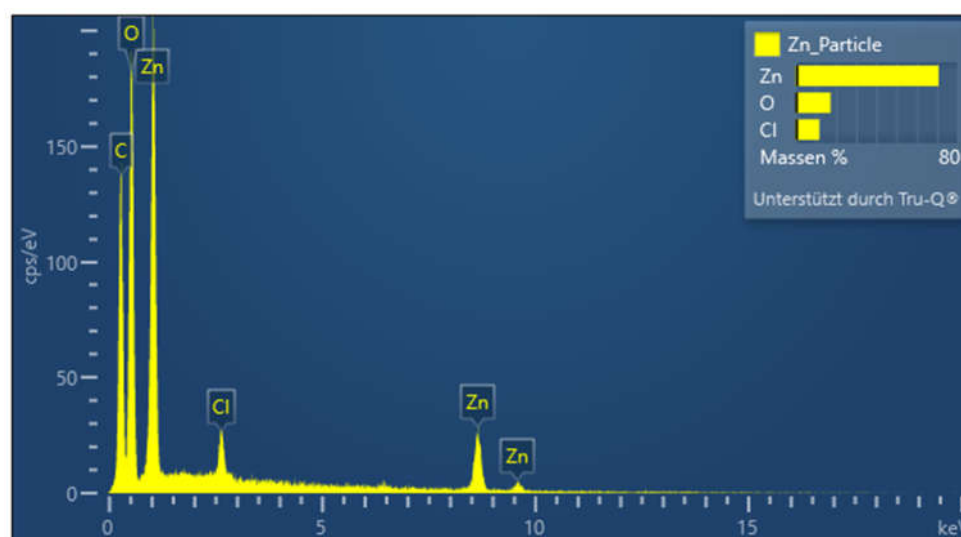 O
Zn
C
150
100
50
0
cps/eV
Cl
Zn
Zn
0
5
10
15
keV
Zn_Particle
Zn
O
Cl
Massen %
80
Unterstützt durch Tru-Q®